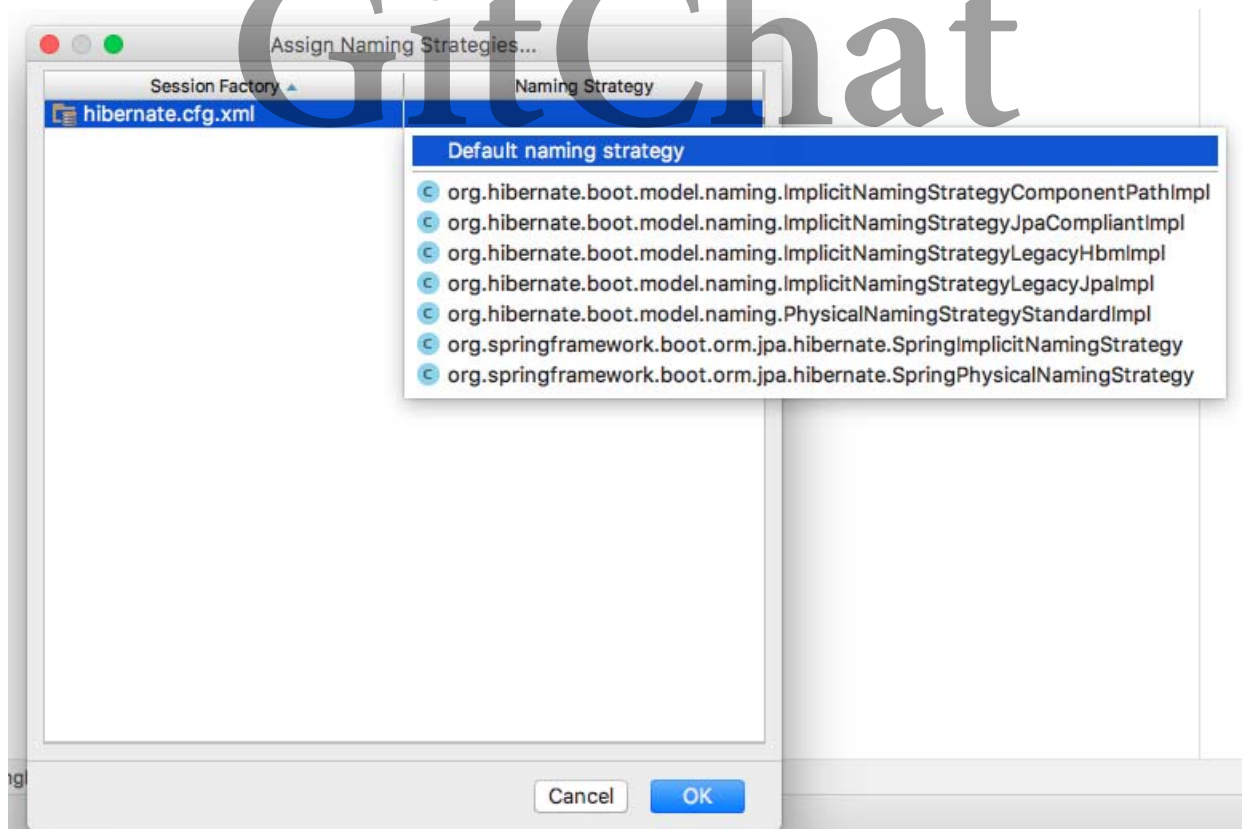 GitChat
Assign Naming Strategies...
Session Factory
Naming Strategy
hibernate.cfg.xml
Default naming strategy
org.hibernate.boot.model.naming.ImplicitNamingStrategyComponentPathImpl
org.hibernate.boot.model.naming.ImplicitNamingStrategyJpaCompliantImpl
org.hibernate.boot.model.naming.ImplicitNamingStrategyLegacyHbmImpl
org.hibernate.boot.model.naming.ImplicitNamingStrategyLegacyJpaImpl
org.hibernate.boot.model.naming.PhysicalNamingStrategyStandardImpl
org.springframework.boot.orm.jpa.hibernate.SpringImplicitNamingStrategy
org.springframework.boot.orm.jpa.hibernate.SpringPhysicalNamingStrategy
Cancel
OK